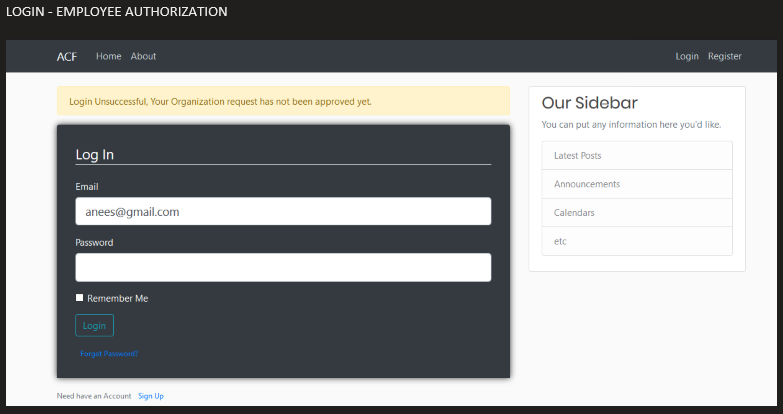 LOGIN - EMPLOYEE AUTHORIZATION
ACF Home About Login Register
Login Unsuccessful, Your Organization request has not been approved yet.
Log In
Email
anees@gmail.com
Password
Remember Me
Login
Forgot Password?
Need have an Account Sign Up
Our Sidebar
You can put any information here you'd like.
Latest Posts
Announcements
Calendars
etc